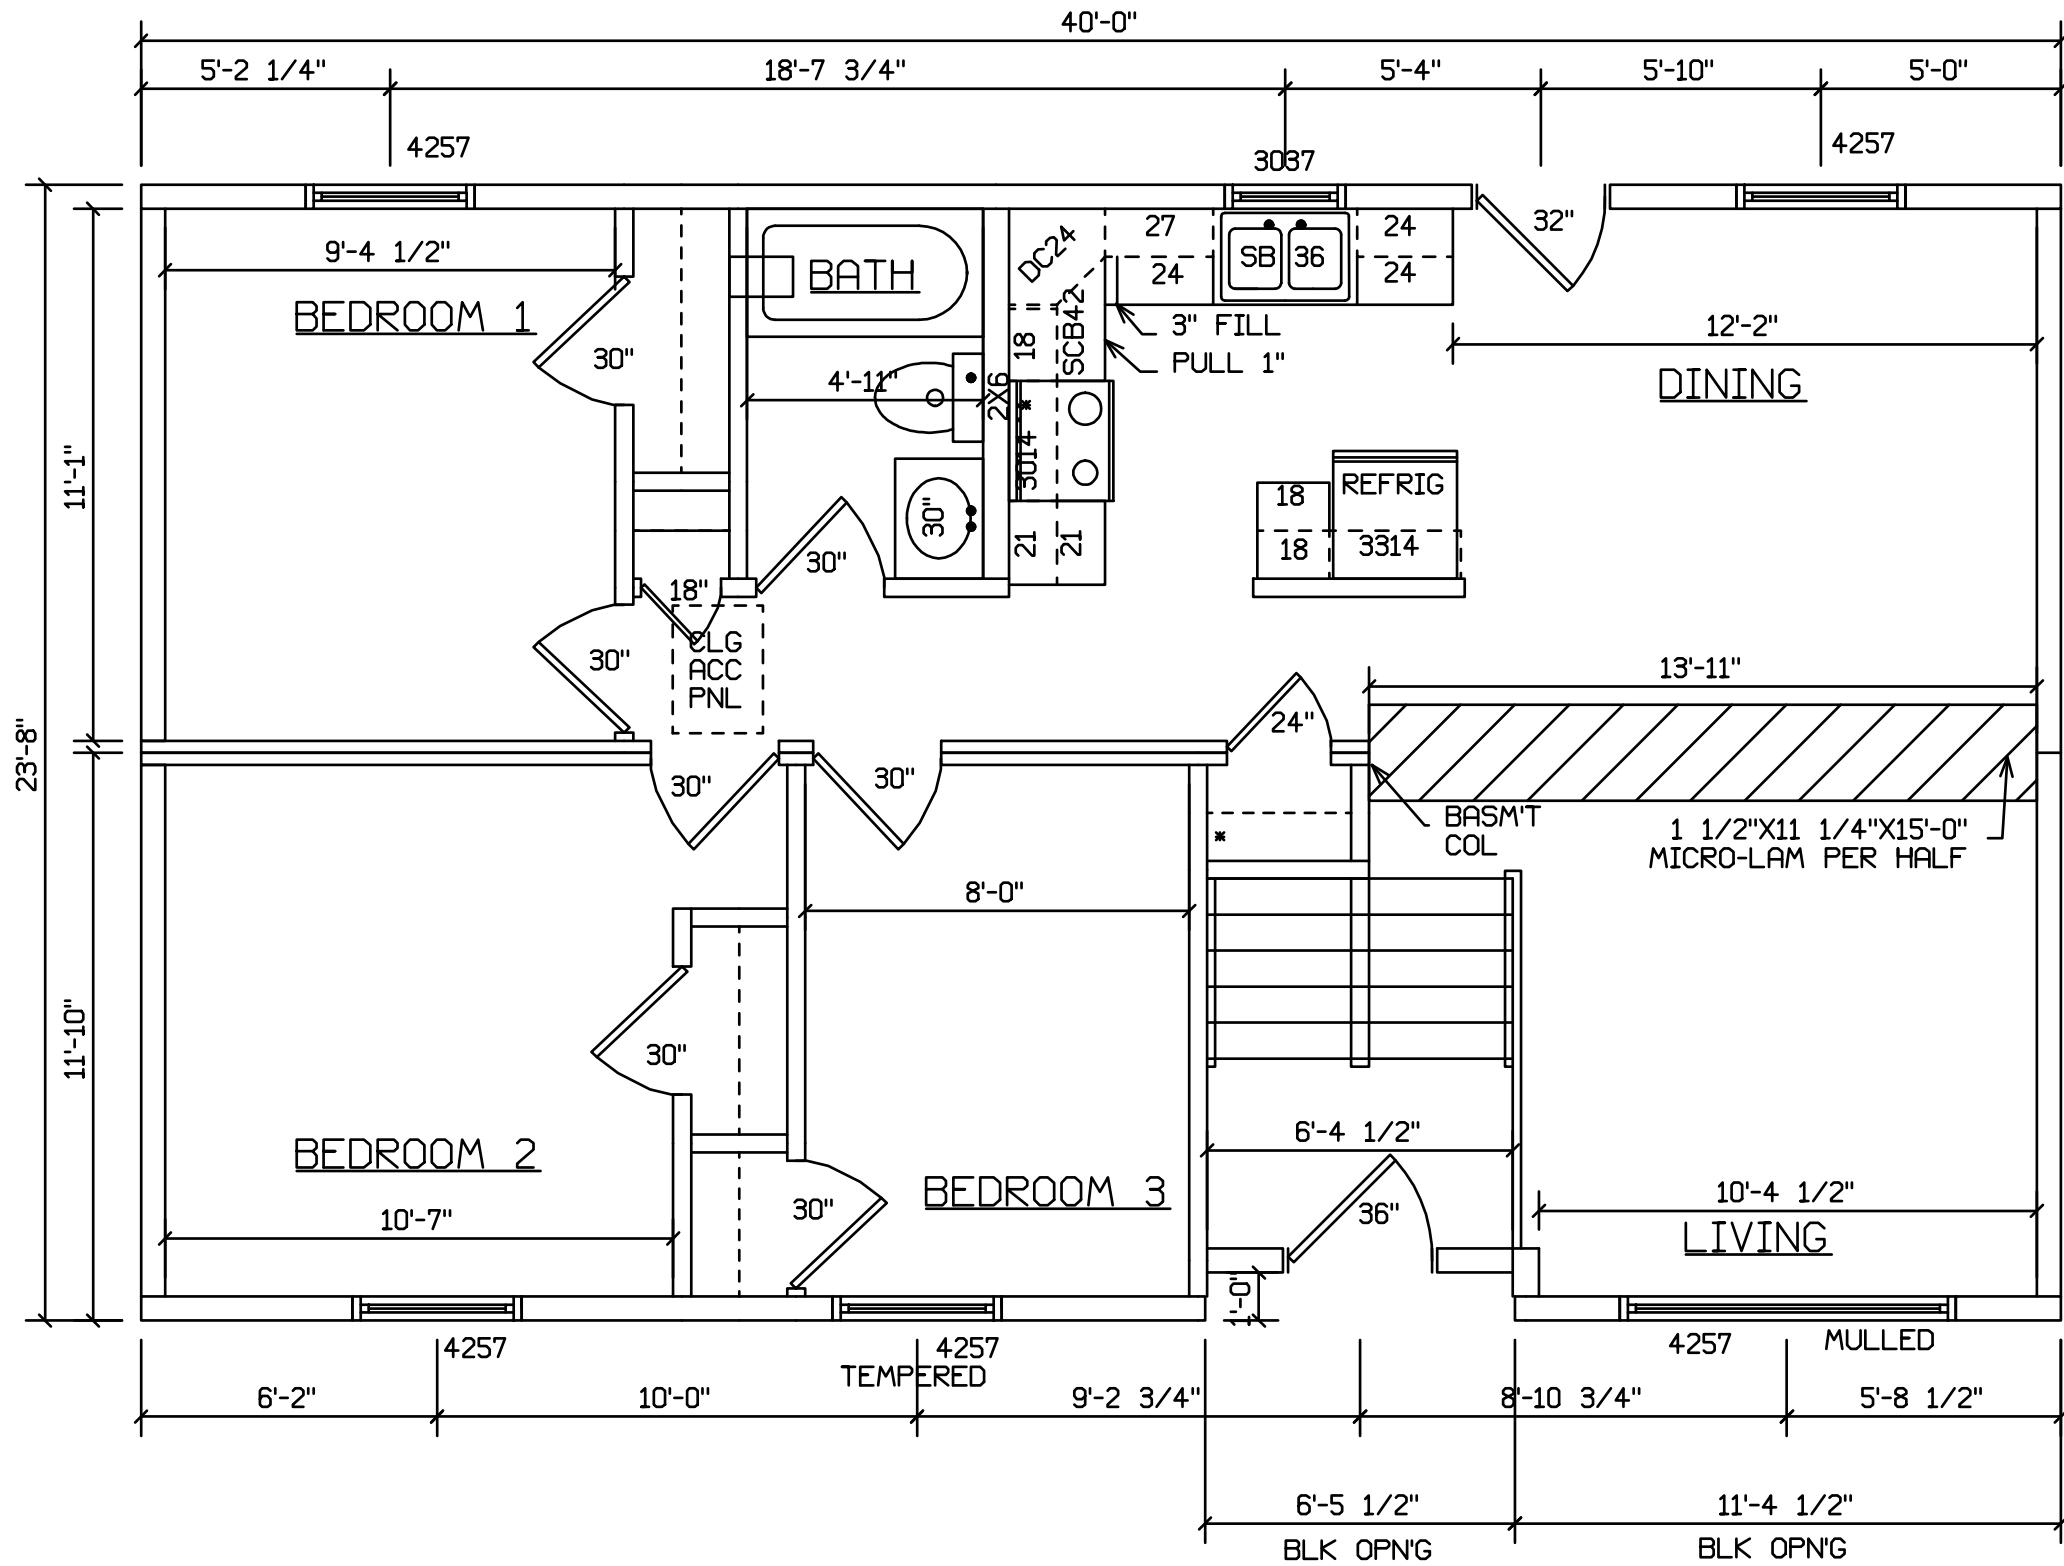 40'-0"
5'-2 1/4" 18'-7 3/4" 5'-4" 5'-10" 5'-0"
4257 3037 4257
9'-4 1/2"
BEDROOM 1
30"
BATH
4'-11"
2X6
DC24
27
24
SB 36
24
24
32"
3" FILL
PULL 1"
18
SCB42
*
3014
21
21
12'-2"
DINING
REFRIG
18
18
3314
30"
30"
18"
CLG
ACC
PNL
30"
11'-1"
23'-8"
11'-10"
13'-11"
24"
30"
30"
BASM'T
COL
*
1 1/2"X11 1/4"X15'-0"
MICRO-LAM PER HALF
8'-0"
30"
BEDROOM 2
10'-7"
30"
BEDROOM 3
6'-4 1/2"
36"
1'-0"
10'-4 1/2"
LIVING
4257
4257
TEMPERED
4257
MULLED
6'-2" 10'-0" 9'-2 3/4" 8'-10 3/4" 5'-8 1/2"
6'-5 1/2" 11'-4 1/2"
BLK OPN'G BLK OPN'G